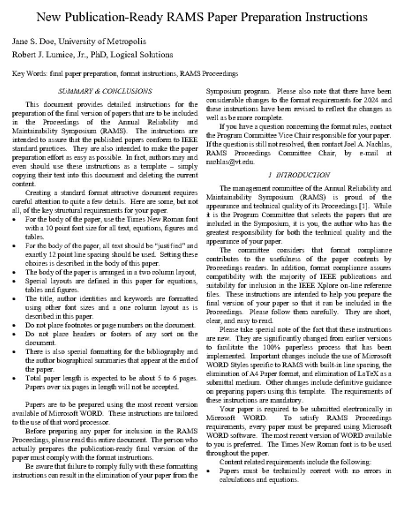 New Publication-Ready RAMS Paper Preparation Instructions
Jane S. Doe, University of Metropolis
Robert J. Lumice, Jr., PhD, Logical Solutions
Key Words: final paper preparation, format instructions, RAMS Proceedings
SUMMARY & CONCLUSIONS
This document provides detailed instructions for the
preparation of the final version of papers that are to be included
in the Proceedings of the Annual Reliability and
Maintainability Symposium (RAMS). The instructions are
intended to assure that the published papers conform to IEEE
standard practices. They are also intended to make the paper
preparation effort as easy as possible. In fact, authors may and
even should use these instructions as a template – simply
copying their text into this document and deleting the current
content.
Creating a standard format attractive document requires
careful attention to quite a few details. Here are some, but not
all, of the key structural requirements for your paper.
• For the body of the paper, use the Times New Roman font
with a 10 point font size for all text, equations, figures and
tables.
• For the body of the paper, all text should be "justified" and
exactly 12 point line spacing should be used. Setting these
choices is described in the body of this paper.
• The body of the paper is arranged in a two column layout,
• Special layouts are defined in this paper for equations,
tables and figures.
• The title, author identities and keywords are formatted
using other font sizes and a one column layout as is
described in this paper.
• Do not place footnotes or page numbers on the document.
• Do not place headers or footers of any sort on the
document.
• There is also special formatting for the bibliography and
the author biographical summaries that appear at the end of
the paper.
• Total paper length is expected to be about 5 to 6 pages.
Papers over six pages in length will not be accepted.
Papers are to be prepared using the most recent version
available of Microsoft WORD. These instructions are tailored
to the use of that word processor.
Before preparing any paper for inclusion in the RAMS
Proceedings, please read this entire document. The person who
actually prepares the publication-ready final version of the
paper must comply with the format instructions.
Be aware that failure to comply fully with these formatting
instructions can result in the elimination of your paper from the
Symposium program. Please also note that there have been
considerable changes to the format requirements for 2024 and
these instructions have been revised to reflect the changes as
well as be more complete.
If you have a question concerning the format rules, contact
the Program Committee Vice Chair responsible for your paper.
If the question is still not resolved, then contact Joel A. Nachlas,
RAMS Proceedings Committee Chair, by e-mail at
nachlas@vt.edu.
1 INTRODUCTION
The management committee of the Annual Reliability and
Maintainability Symposium (RAMS) is proud of the
appearance and technical quality of its Proceedings [1]. While
it is the Program Committee that selects the papers that are
included in the Symposium, it is you, the author who has the
greatest responsibility for both the technical quality and the
appearance of your paper.
The committee considers that format compliance
contributes to the usefulness of the paper contents by
Proceedings readers. In addition, format compliance assures
compatibility with the majority of IEEE publications and
suitability for inclusion in the IEEE Xplore on-line reference
files. These instructions are intended to help you prepare the
final version of your paper so that it can be included in the
Proceedings. Please follow them carefully. They are short,
clear, and easy to read.
Please take special note of the fact that these instructions
are new. They are significantly changed from earlier versions
to facilitate the 100% paperless process that has been
implemented. Important changes include the use of Microsoft
WORD Styles specific to RAMS with built-in line spacing, the
elimination of A4 Paper format, and elimination of LaTeX as a
submittal medium. Other changes include definitive guidance
on preparing papers using this template. The requirements of
these instructions are mandatory.
Your paper is required to be submitted electronically in
Microsoft WORD. To satisfy RAMS Proceedings
requirements, every paper must be prepared using Microsoft
WORD software. The most recent version of WORD available
to you is preferred. The Times New Roman font is to be used
throughout the paper.
Content related requirements include the following:
• Papers must be technically correct with no errors in
calculations and equations.